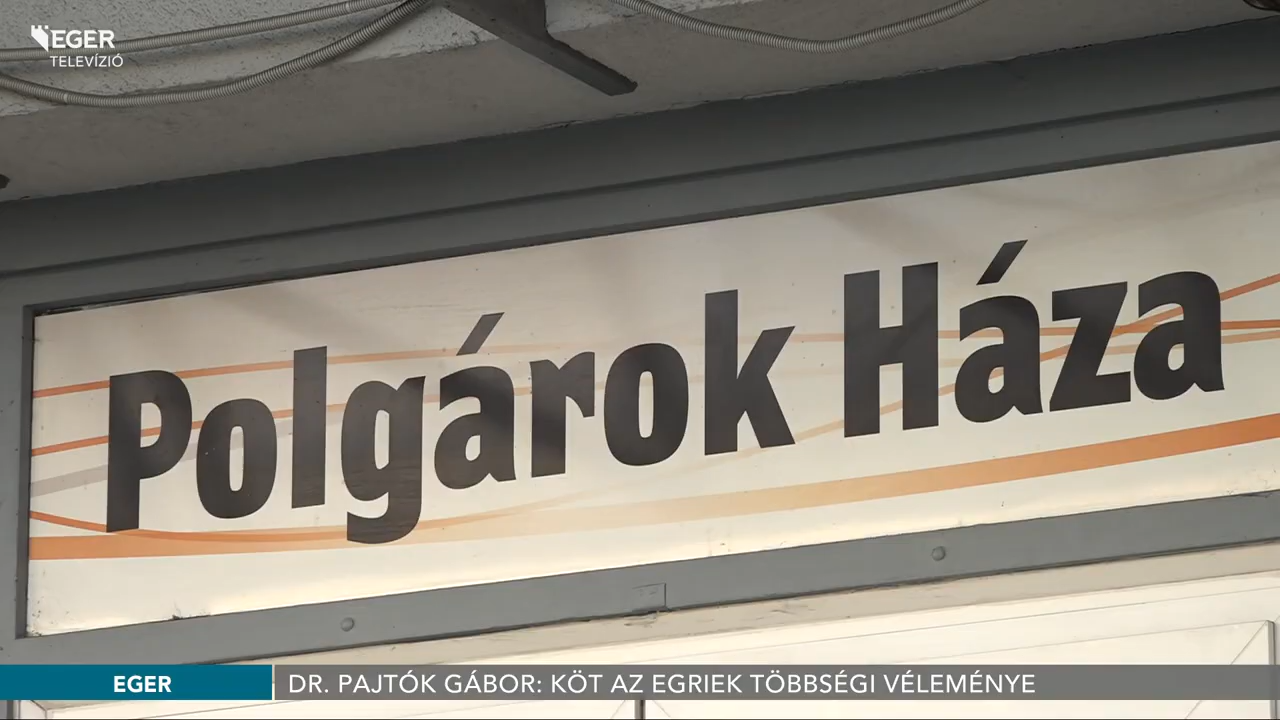 EGER
TELEVÍZIÓ
Polgárok Háza
EGER
DR. PAJTÓK GÁBOR: KÖT AZ EGRIEK TÖBBSÉGI VÉLEMÉNYE